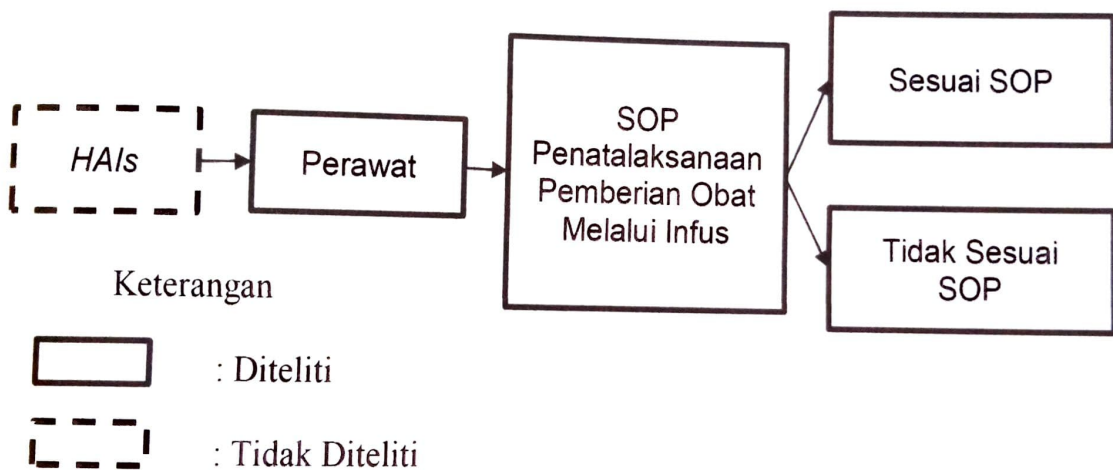 HAIs
Perawat
SOP
Penatalaksanaan
Pemberian Obat
Melalui Infus
Sesuai SOP
Tidak Sesuai
SOP
Keterangan
: Diteliti
: Tidak Diteliti